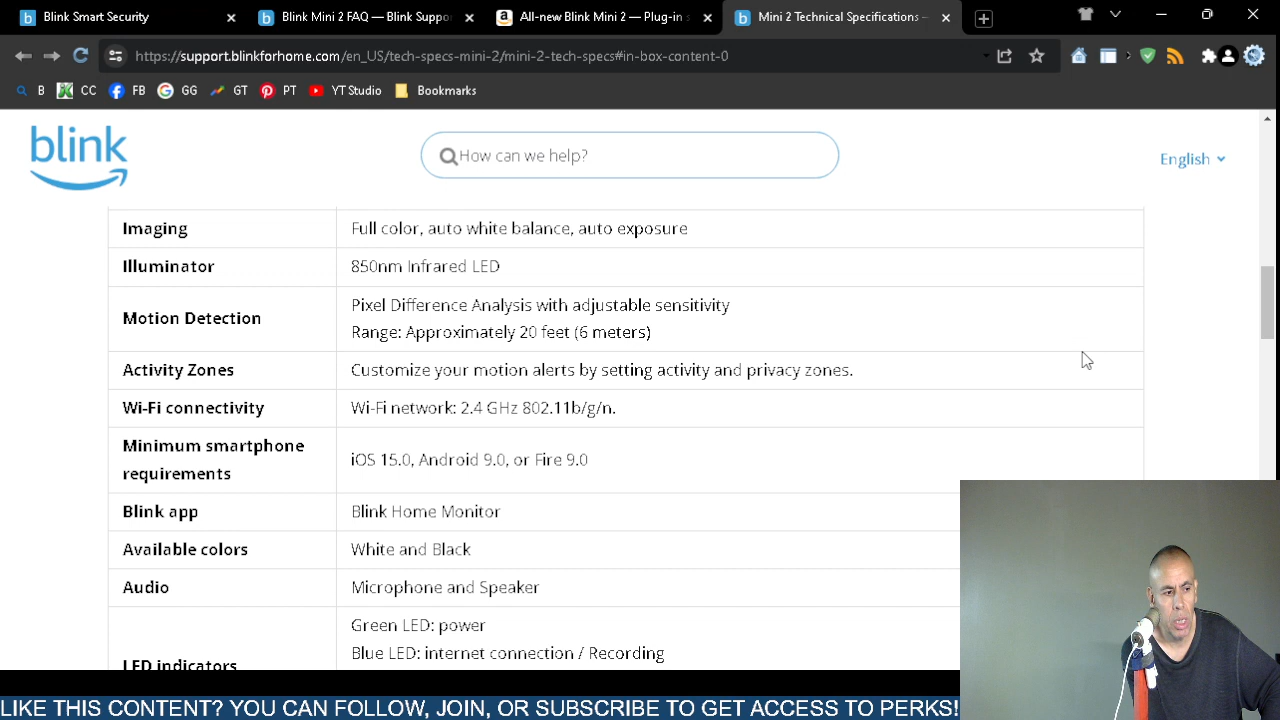 Blink Smart Security
Blink Mini 2 FAQ — Blink Suppo
All-new Blink Mini 2 — Plug-in s
Mini 2 Technical Specifications –
https://support.blinkforhome.com/en_US/tech-specs-mini-2/mini-2-tech-specs#in-box-content-0
B
CC
FB
GG
GT
PT
YT Studio
Bookmarks
blink
How can we help?
English
Imaging
Full color, auto white balance, auto exposure
Illuminator
850nm Infrared LED
Motion Detection
Pixel Difference Analysis with adjustable sensitivity
Range: Approximately 20 feet (6 meters)
Activity Zones
Customize your motion alerts by setting activity and privacy zones.
Wi-Fi connectivity
Wi-Fi network: 2.4 GHz 802.11b/g/n.
Minimum smartphone
requirements
iOS 15.0, Android 9.0, or Fire 9.0
Blink app
Blink Home Monitor
Available colors
White and Black
Audio
Microphone and Speaker
LED indicators
Green LED: power
Blue LED: internet connection / Recording
LIKE THIS CONTENT? YOU CAN FOLLOW, JOIN, OR SUBSCRIBE TO GET ACCESS TO PERKS!